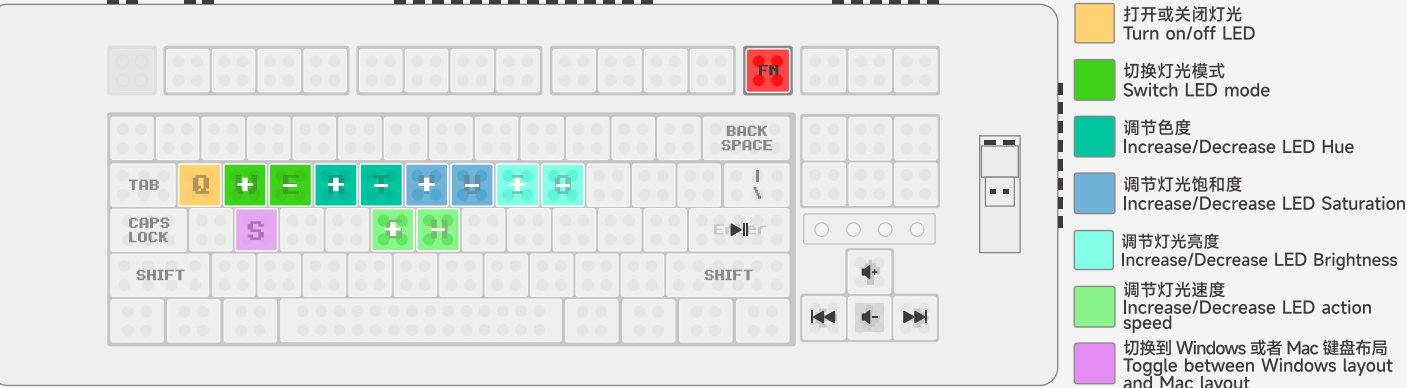 打开或关闭灯光
Turn on/off LED
FN
切换灯光模式
Switch LED mode
调节色度
Increase/Decrease LED Hue
BACK
SPACE
TAB
Q
+
-
+
-
+
-
+
-
|
\
调节灯光饱和度
Increase/Decrease LED Saturation
CAPS
LOCK
S
+
-
Enter
调节灯光亮度
Increase/Decrease LED Brightness
SHIFT
SHIFT
调节灯光速度
Increase/Decrease LED action
speed
切换到 Windows 或者 Mac 键盘布局
Toggle between Windows layout
and Mac layout